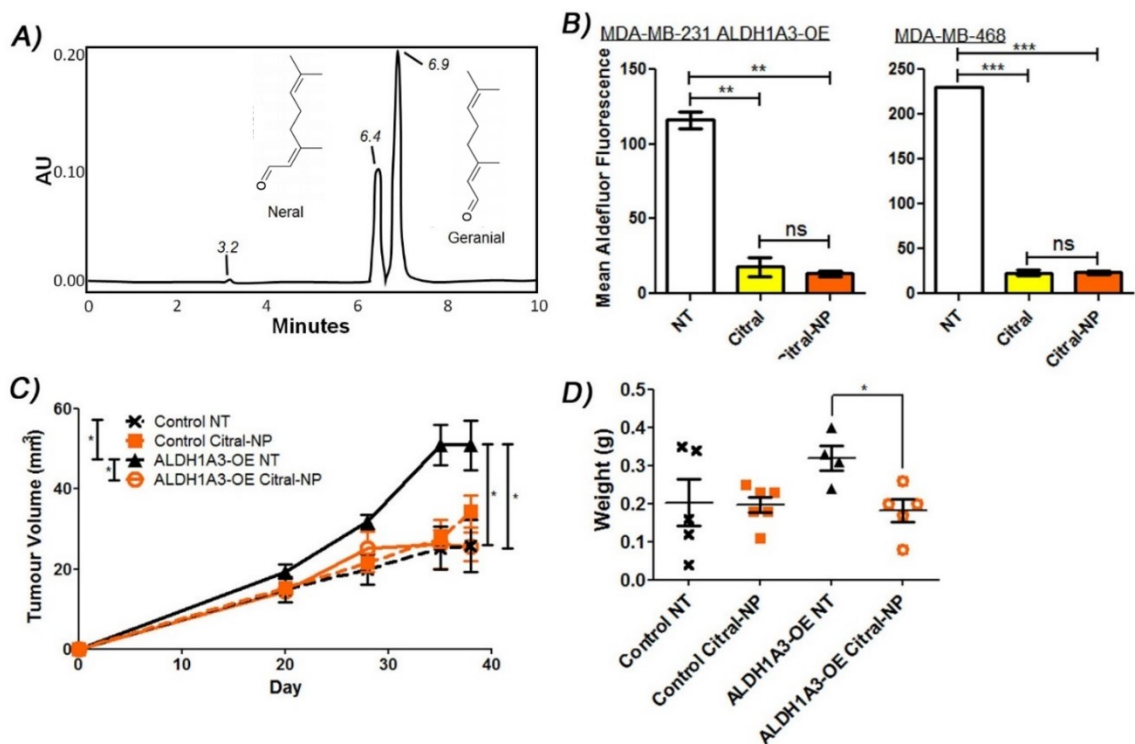 A)
0.20
0.10
0.00
AU
3.2
6.4
6.9
Neral
Geranial
0 2 4 6 8 10
Minutes
B)
MDA-MB-231 ALDH1A3-OE
Mean Aldefluor Fluorescence
150
100
50
0
**
**
ns
NT
Citral
Citral-NP
MDA-MB-468
250
200
150
100
50
0
***
***
ns
NT
Citral
Citral-NP
C)
Tumour Volume (mm3)
60
40
20
0
Control NT
Control Citral-NP
ALDH1A3-OE NT
ALDH1A3-OE Citral-NP
*
*
*
*
0 10 20 30 40
Day
D)
Weight (g)
0.5
0.4
0.3
0.2
0.1
0.0
*
Control NT
Control Citral-NP
ALDH1A3-OE NT
ALDH1A3-OE Citral-NP